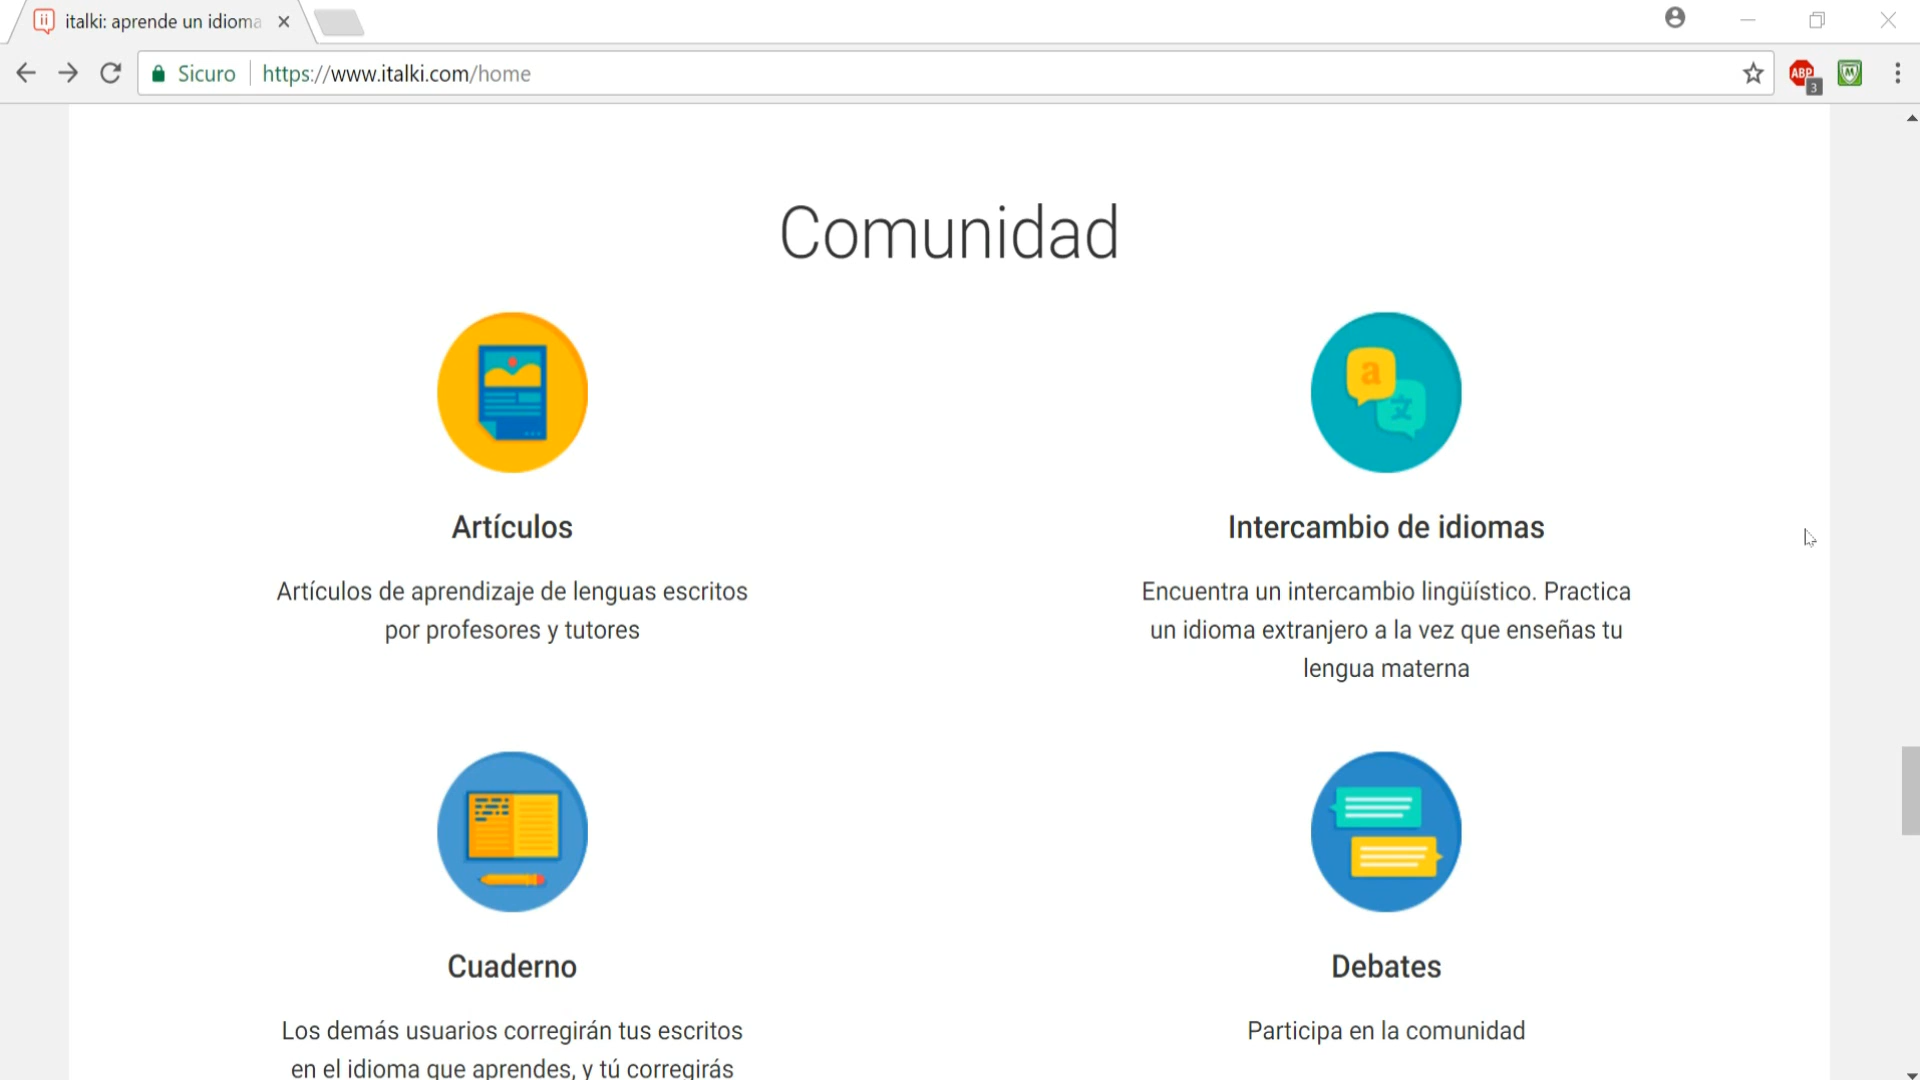 italki: aprende un idioma
Sicuro
https://www.italki.com/home
ABP
3
Comunidad
a
文
Artículos
Intercambio de idiomas
Artículos de aprendizaje de lenguas escritos
por profesores y tutores
Encuentra un intercambio lingüístico. Practica
un idioma extranjero a la vez que enseñas tu
lengua materna
Cuaderno
Debates
Los demás usuarios corregirán tus escritos
en el idioma que aprendes, y tú corregirás
Participa en la comunidad